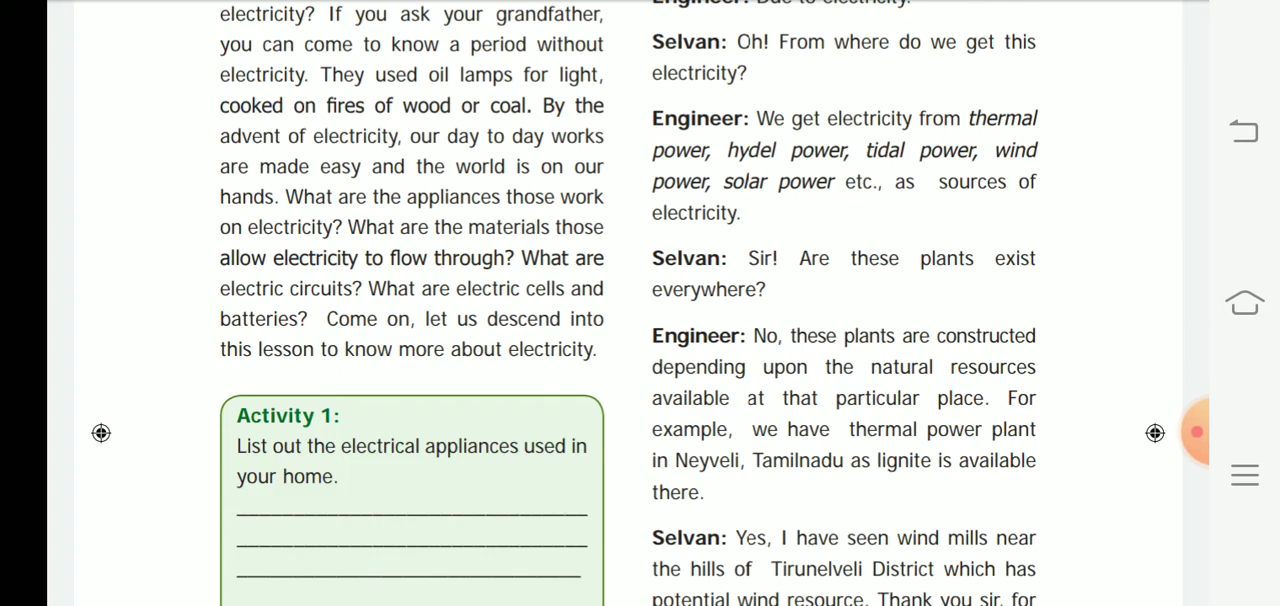 electricity? If you ask your grandfather,
you can come to know a period without
electricity. They used oil lamps for light,
cooked on fires of wood or coal. By the
advent of electricity, our day to day works
are made easy and the world is on our
hands. What are the appliances those work
on electricity? What are the materials those
allow electricity to flow through? What are
electric circuits? What are electric cells and
batteries? Come on, let us descend into
this lesson to know more about electricity.
Activity 1:
List out the electrical appliances used in
your home.
Engineer: Due to electricity.
Selvan: Oh! From where do we get this
electricity?
Engineer: We get electricity from thermal
power, hydel power, tidal power, wind
power, solar power etc., as sources of
electricity.
Selvan: Sir! Are these plants exist
everywhere?
Engineer: No, these plants are constructed
depending upon the natural resources
available at that particular place. For
example, we have thermal power plant
in Neyveli, Tamilnadu as lignite is available
there.
Selvan: Yes, I have seen wind mills near
the hills of Tirunelveli District which has
potential wind resource. Thank you sir, for